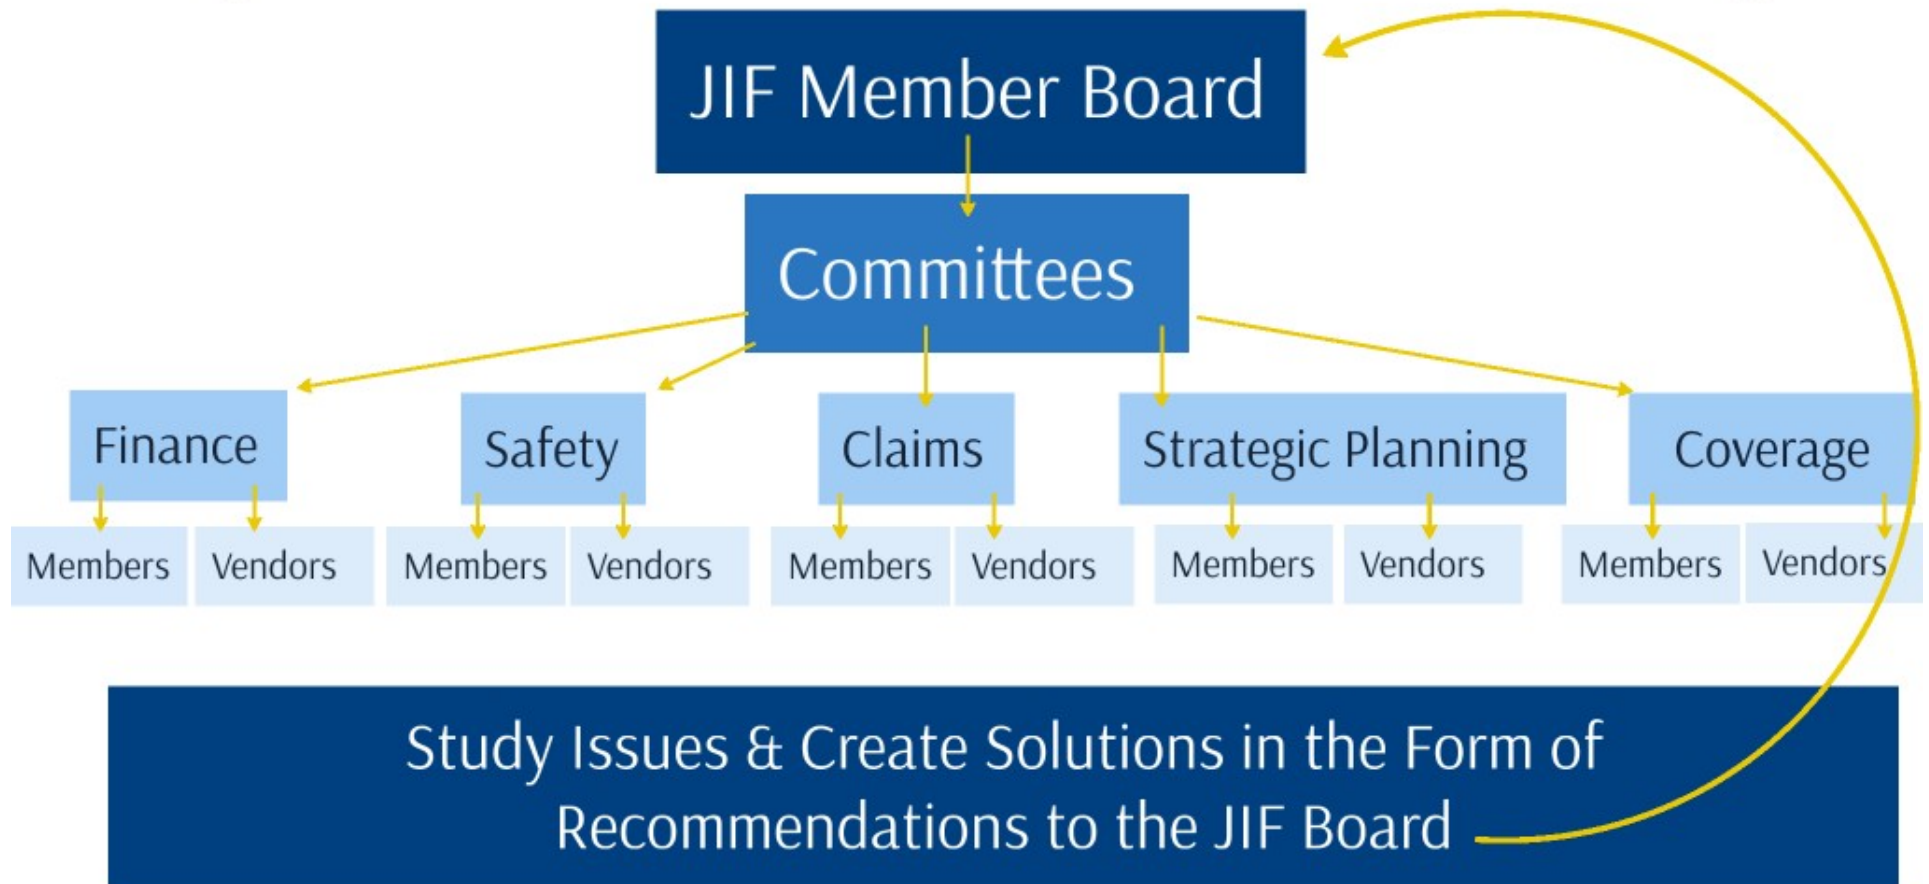 JIF Member Board
Committees
Finance
Safety
Claims
Strategic Planning
Coverage
Members
Vendors
Members
Vendors
Members
Vendors
Members
Vendors
Members
Vendors
Study Issues & Create Solutions in the Form of
Recommendations to the JIF Board